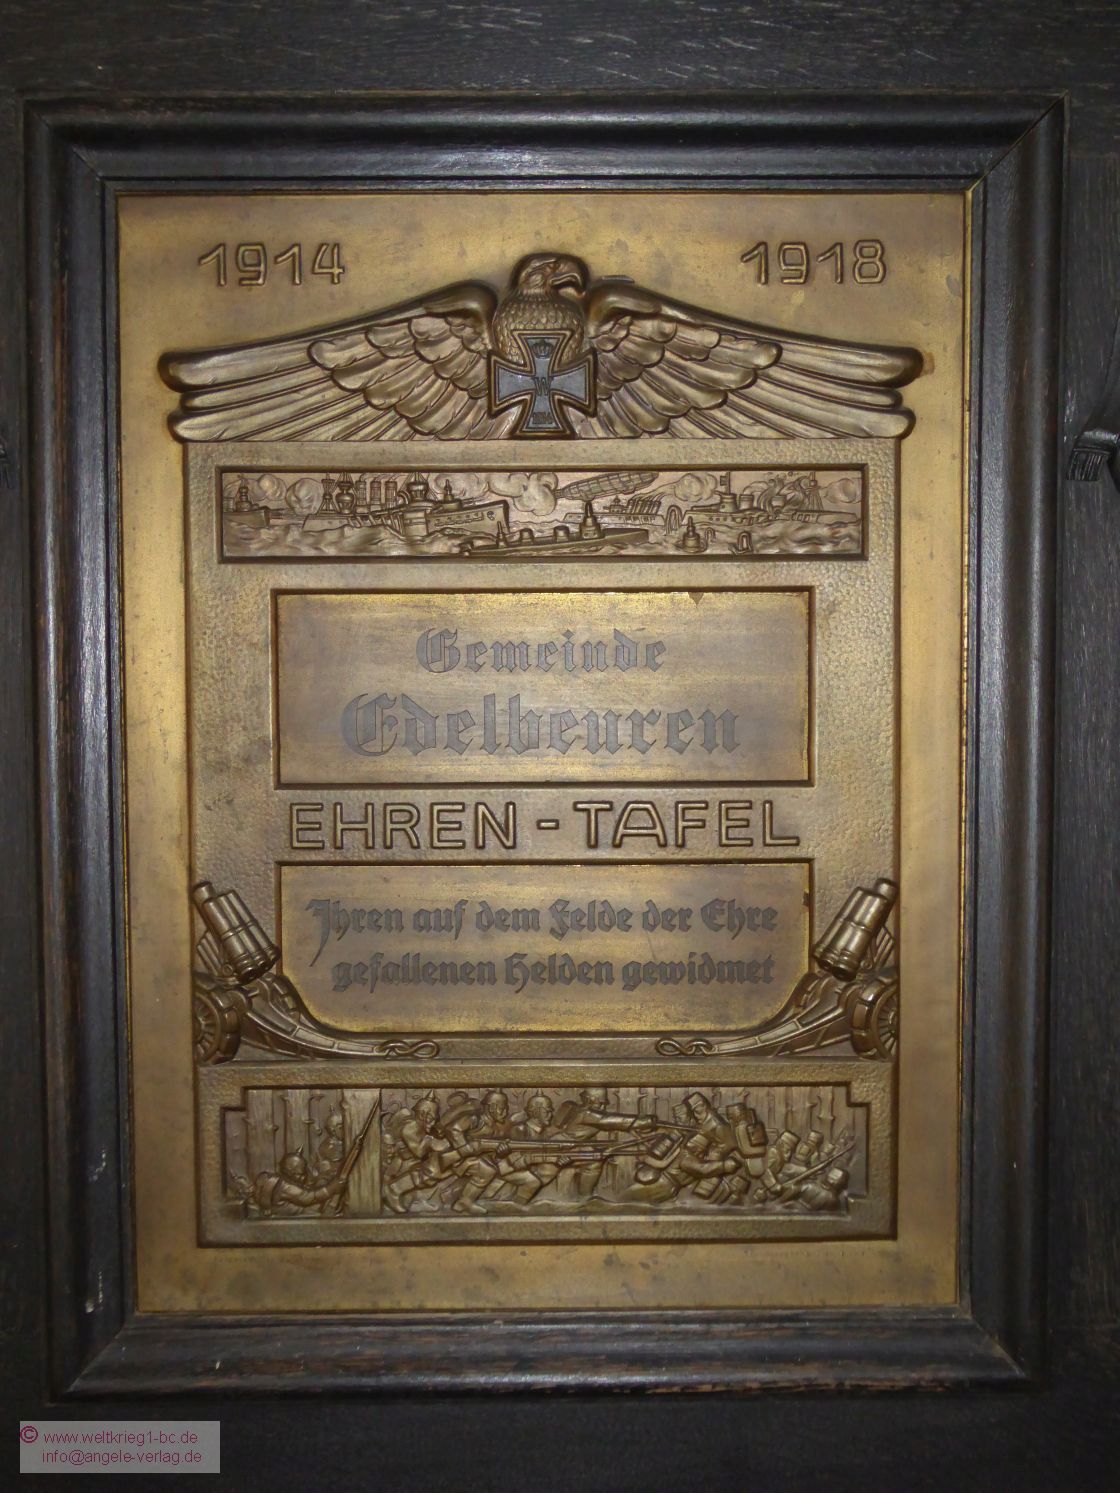 1914 1918
W
Gemeinde
Edelbeuren
EHREN - TAFEL
Ihren auf dem Felde der Ehre
gefallenen Helden gewidmet
© www.weltkrieg1-bc.de
info@angele-verlag.de